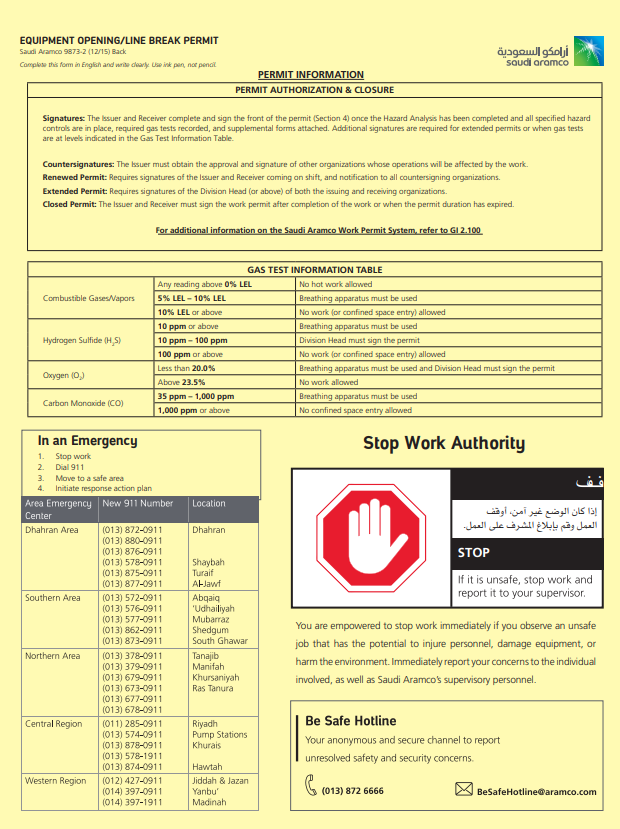 EQUIPMENT OPENING/LINE BREAK PERMIT
Saudi Aramco 9873-2 (12/15) Back
Complete this form in English and write clearly. Use ink pen, not pencil.
أرامكو السعودية
saudi aramco
PERMIT INFORMATION
PERMIT AUTHORIZATION & CLOSURE
Signatures: The Issuer and Receiver complete and sign the front of the permit (Section 4) once the Hazard Analysis has been completed and all specified hazard
controls are in place, required gas tests recorded, and supplemental forms attached. Additional signatures are required for extended permits or when gas tests
are at levels indicated in the Gas Test Information Table.
Countersignatures: The Issuer must obtain the approval and signature of other organizations whose operations will be affected by the work.
Renewed Permit: Requires signatures of the Issuer and Receiver coming on shift, and notification to all countersigning organizations.
Extended Permit: Requires signatures of the Division Head (or above) of both the issuing and receiving organizations.
Closed Permit: The Issuer and Receiver must sign the work permit after completion of the work or when the permit duration has expired.
For additional information on the Saudi Aramco Work Permit System, refer to GI 2.100
GAS TEST INFORMATION TABLE
Combustible Gases/Vapors
Any reading above 0% LEL No hot work allowed
5% LEL – 10% LEL Breathing apparatus must be used
10% LEL or above No work (or confined space entry) allowed
Hydrogen Sulfide (H2S)
10 ppm or above Breathing apparatus must be used
10 ppm – 100 ppm Division Head must sign the permit
100 ppm or above No work (or confined space entry) allowed
Oxygen (O2)
Less than 20.0% Breathing apparatus must be used and Division Head must sign the permit
Above 23.5% No work allowed
Carbon Monoxide (CO)
35 ppm – 1,000 ppm Breathing apparatus must be used
1,000 ppm or above No confined space entry allowed
In an Emergency
1. Stop work
2. Dial 911
3. Move to a safe area
4. Initiate response action plan
Area Emergency Center New 911 Number Location
Dhahran Area (013) 872-0911 Dhahran
(013) 880-0911
(013) 876-0911
(013) 578-0911 Shaybah
(013) 875-0911 Turaif
(013) 877-0911 Al-Jawf
Southern Area (013) 572-0911 Abqaiq
(013) 576-0911 'Udhailiyah
(013) 577-0911 Mubarraz
(013) 862-0911 Shedgum
(013) 873-0911 South Ghawar
Northern Area (013) 378-0911 Tanajib
(013) 379-0911 Manifah
(013) 679-0911 Khursaniyah
(013) 673-0911 Ras Tanura
(013) 677-0911
(013) 678-0911
Central Region (011) 285-0911 Riyadh
(013) 574-0911 Pump Stations
(013) 878-0911 Khurais
(013) 578-1911
(013) 874-0911 Hawtah
Western Region (012) 427-0911 Jiddah & Jazan
(014) 397-0911 Yanbu'
(014) 397-1911 Madinah
Stop Work Authority
إذا كان الوضع غير آمن، أوقف
العمل وقم بإبلاغ المشرف على العمل.
STOP
If it is unsafe, stop work and
report it to your supervisor.
You are empowered to stop work immediately if you observe an unsafe
job that has the potential to injure personnel, damage equipment, or
harm the environment. Immediately report your concerns to the individual
involved, as well as Saudi Aramco's supervisory personnel.
Be Safe Hotline
Your anonymous and secure channel to report
unresolved safety and security concerns.
(013) 872 6666
BeSafeHotline@aramco.com